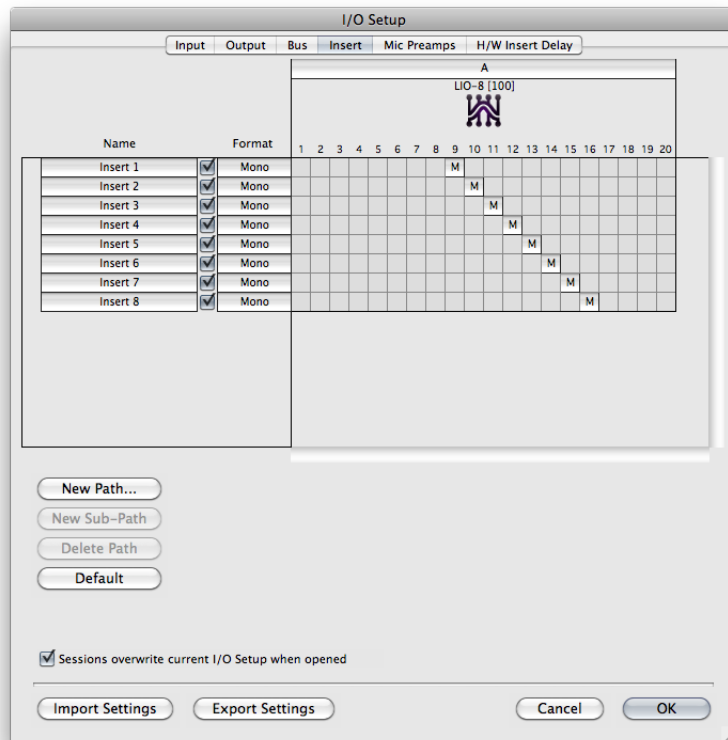 I/O Setup
Input Output Bus Insert Mic Preamps H/W Insert Delay
A
LIO-8 [100]
Name Format 1 2 3 4 5 6 7 8 9 10 11 12 13 14 15 16 17 18 19 20
Insert 1 Mono M
Insert 2 Mono M
Insert 3 Mono M
Insert 4 Mono M
Insert 5 Mono M
Insert 6 Mono M
Insert 7 Mono M
Insert 8 Mono M
New Path...
New Sub-Path
Delete Path
Default
Sessions overwrite current I/O Setup when opened
Import Settings Export Settings Cancel OK